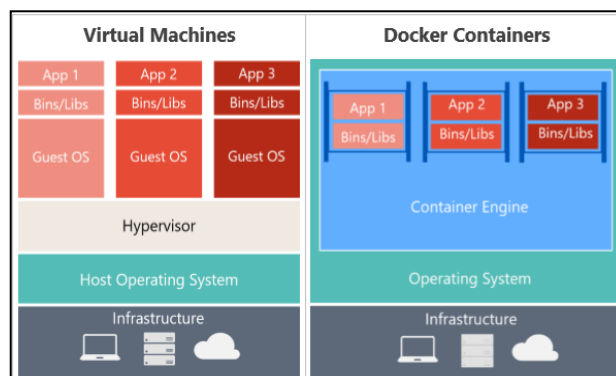 Virtual Machines
App 1
App 2
App 3
Bins/Libs
Bins/Libs
Bins/Libs
Guest OS
Guest OS
Guest OS
Hypervisor
Host Operating System
Infrastructure
Docker Containers
App 1
App 2
App 3
Bins/Libs
Bins/Libs
Bins/Libs
Container Engine
Operating System
Infrastructure